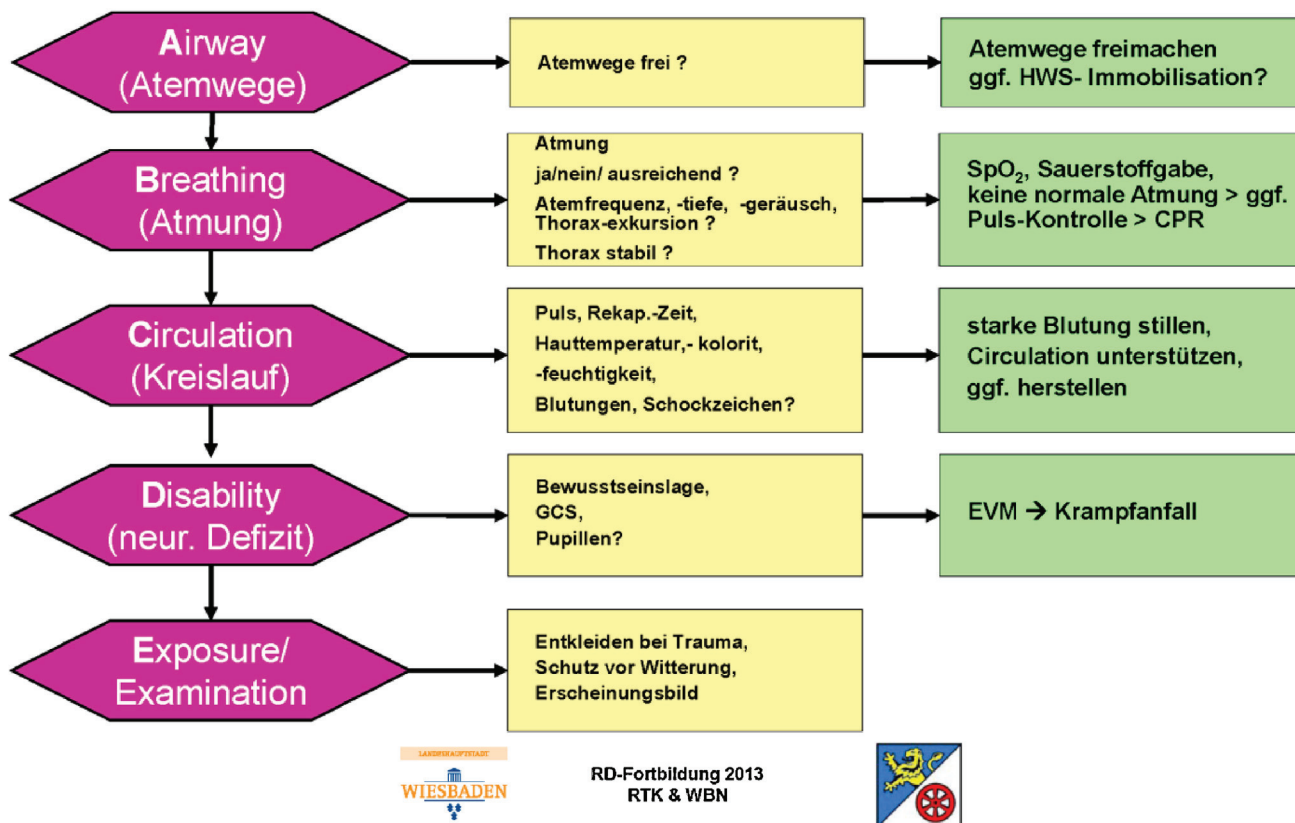 Airway
(Atemwege)
Atemwege frei ?
Atemwege freimachen
ggf. HWS- Immobilisation?
Breathing
(Atmung)
Atmung
ja/nein/ ausreichend ?
Atemfrequenz, -tiefe, -geräusch,
Thorax-exkursion ?
Thorax stabil ?
SpO₂, Sauerstoffgabe,
keine normale Atmung > ggf.
Puls-Kontrolle > CPR
Circulation
(Kreislauf)
Puls, Rekap.-Zeit,
Hauttemperatur,- kolorit,
-feuchtigkeit,
Blutungen, Schockzeichen?
starke Blutung stillen,
Circulation unterstützen,
ggf. herstellen
Disability
(neur. Defizit)
Bewusstseinslage,
GCS,
Pupillen?
EVM → Krampfanfall
Exposure/
Examination
Entkleiden bei Trauma,
Schutz vor Witterung,
Erscheinungsbild
LANDESHAUPTSTADT
WIESBADEN
RD-Fortbildung 2013
RTK & WBN